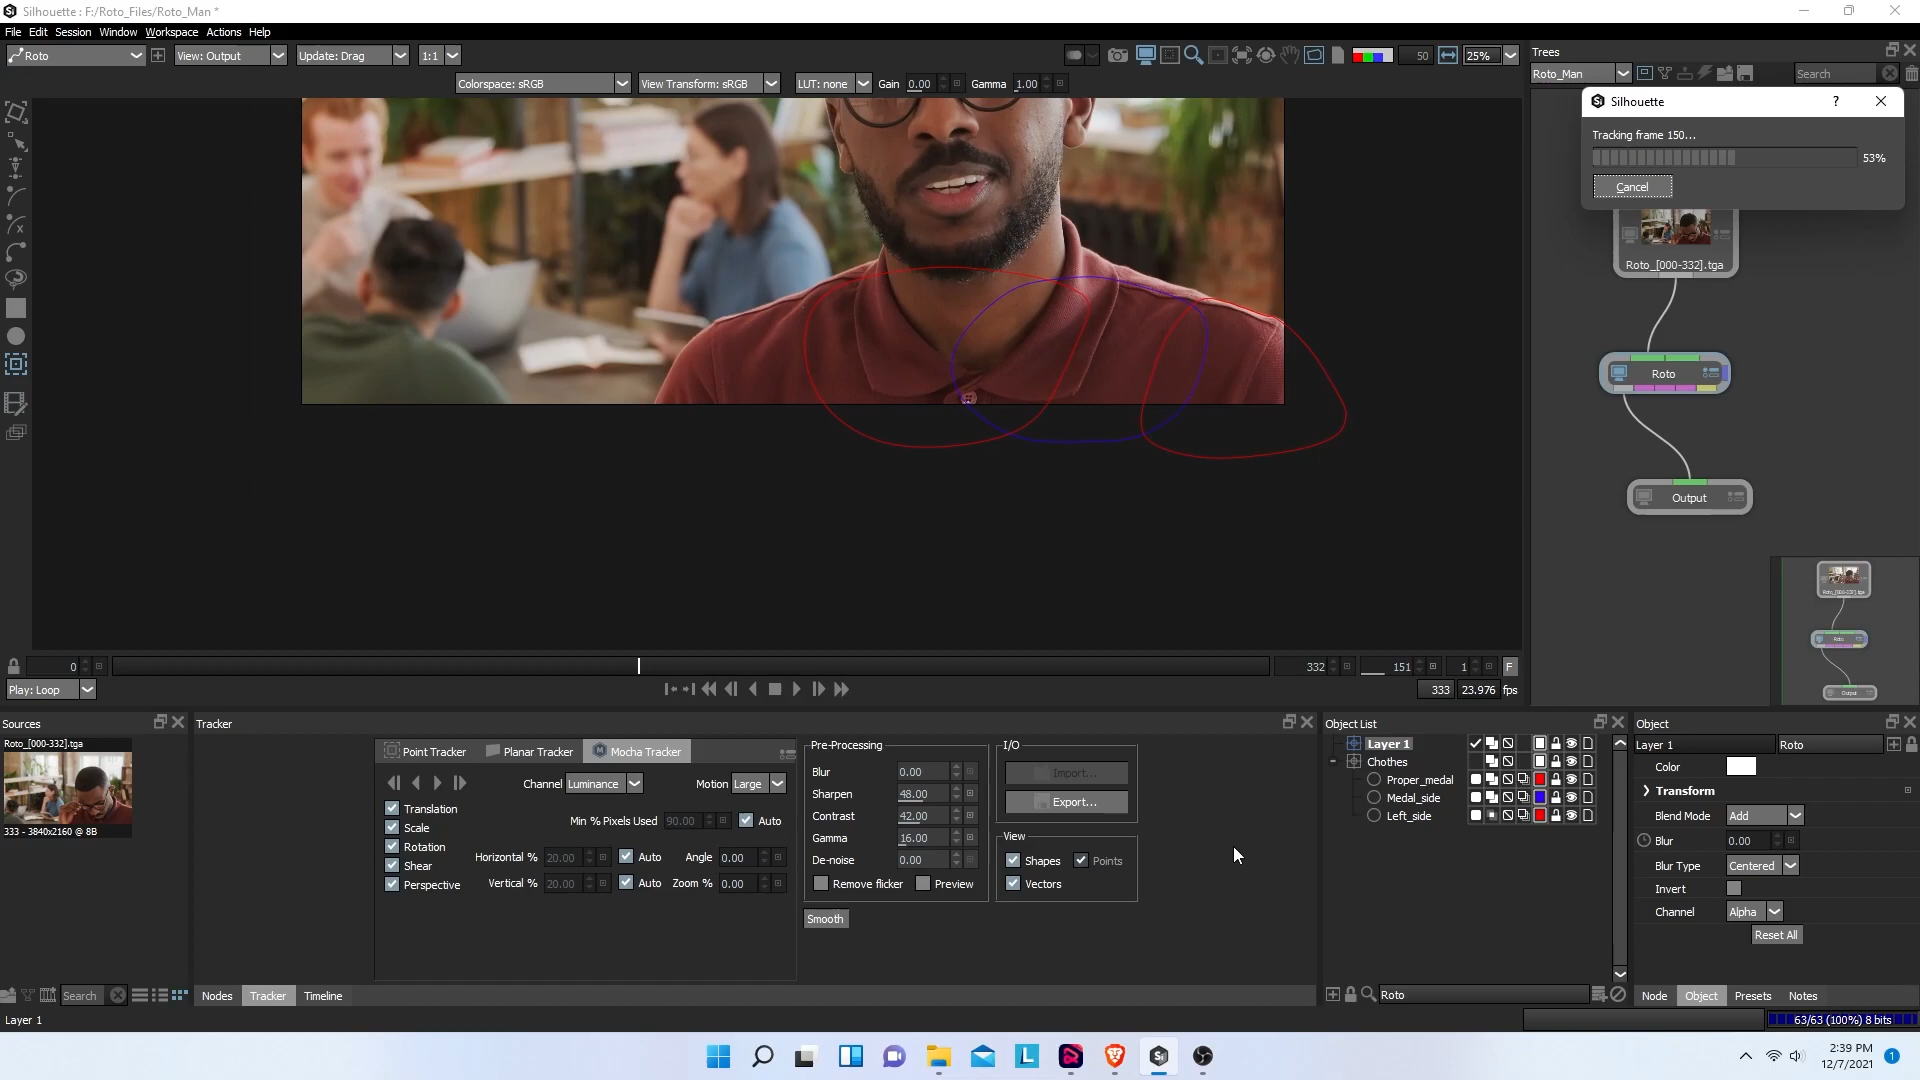 Silhouette : F:/Roto_Files/Roto_Man *
File Edit Session Window Workspace Actions Help
Roto View: Output Update: Drag 1:1 50 25%
Colorspace: sRGB View Transform: sRGB LUT: none Gain 0.00 Gamma 1.00
Trees
Roto_Man Search
Silhouette ?
Tracking frame 150...
53%
Cancel
Roto_[000-332].tga
Roto
Output
Roto
Output
0 332 151 1 F
Play: Loop 333 23.976 fps
Sources
Roto_[000-332].tga
333 - 3840x2160 @ 8B
Search
Tracker
Point Tracker Planar Tracker Mocha Tracker
Channel Luminance Motion Large
Translation
Scale
Rotation
Shear
Perspective
Min % Pixels Used 90.00 Auto
Horizontal % 20.00 Auto Angle 0.00
Vertical % 20.00 Auto Zoom % 0.00
Pre-Processing
Blur 0.00
Sharpen 48.00
Contrast 42.00
Gamma 16.00
De-noise 0.00
Remove flicker Preview
Smooth
I/O
Import...
Export...
View
Shapes Points
Vectors
Nodes Tracker Timeline
Object List
Layer 1
Chothes
Proper_medal
Medal_side
Left_side
Roto
Object
Layer 1 Roto
Color
Transform
Blend Mode Add
Blur 0.00
Blur Type Centered
Invert
Channel Alpha
Reset All
Node Object Presets Notes
Layer 1
63/63 (100%) 8 bits
2:39 PM
12/7/2021
1